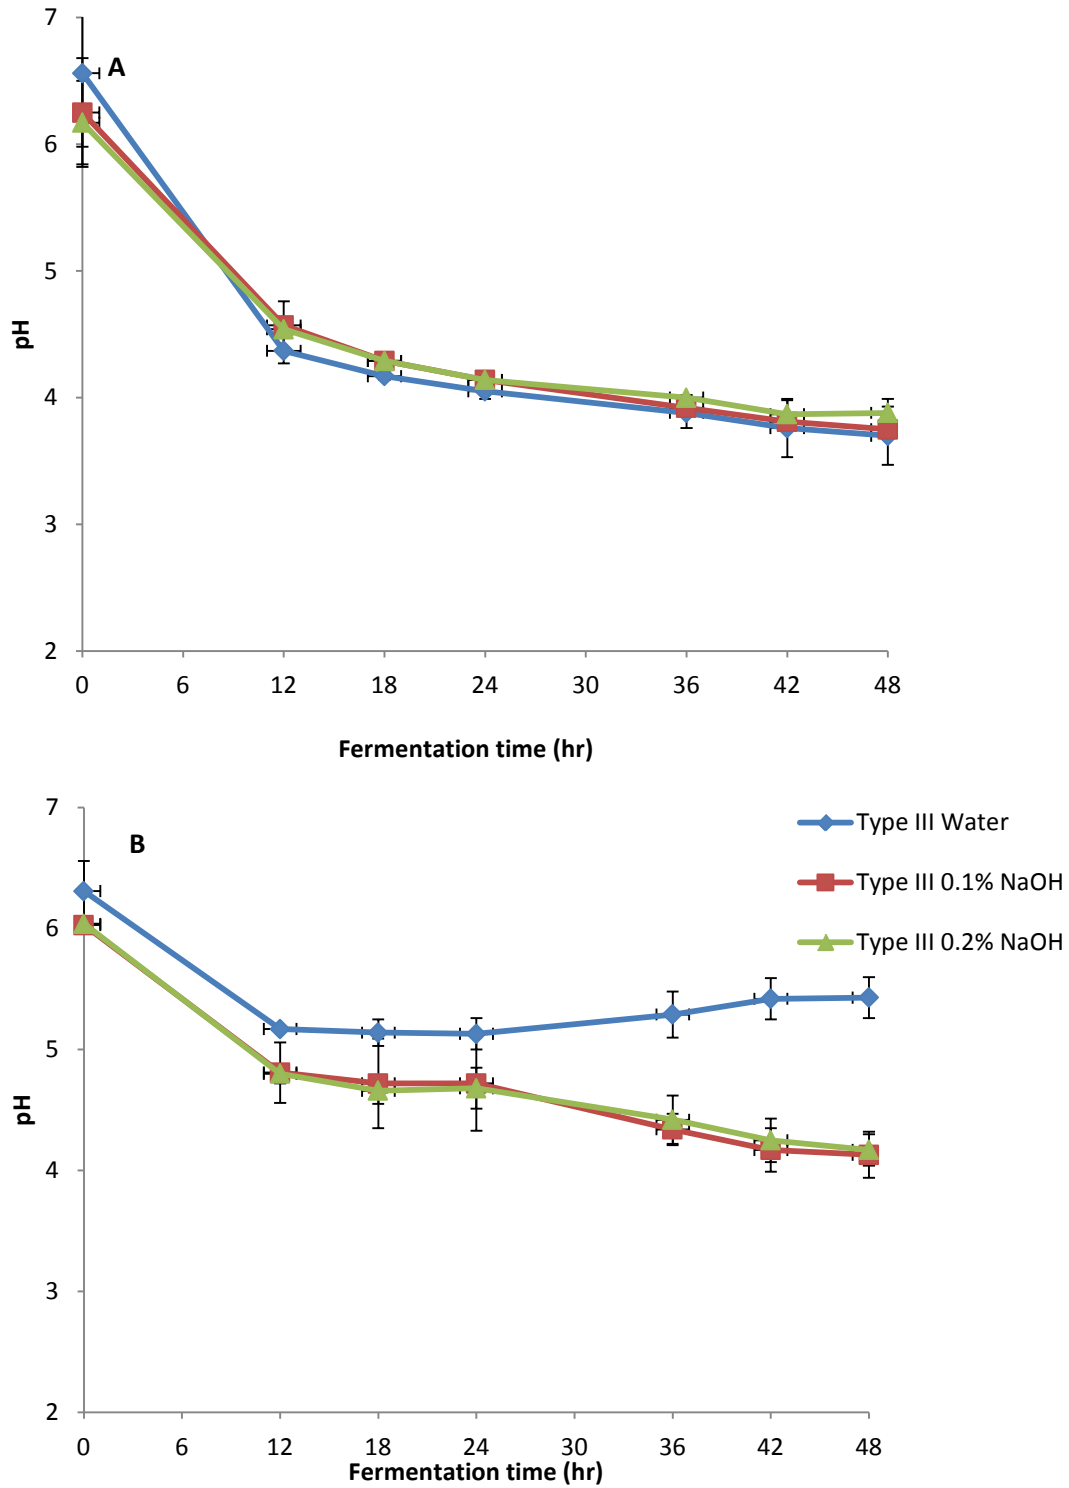 7
A
6
5
pH
4
3
2
0 6 12 18 24 30 36 42 48
Fermentation time (hr)
7
Type III Water
B
Type III 0.1% NaOH
6
Type III 0.2% NaOH
5
pH
4
3
2
0 6 12 18 24 30 36 42 48
Fermentation time (hr)